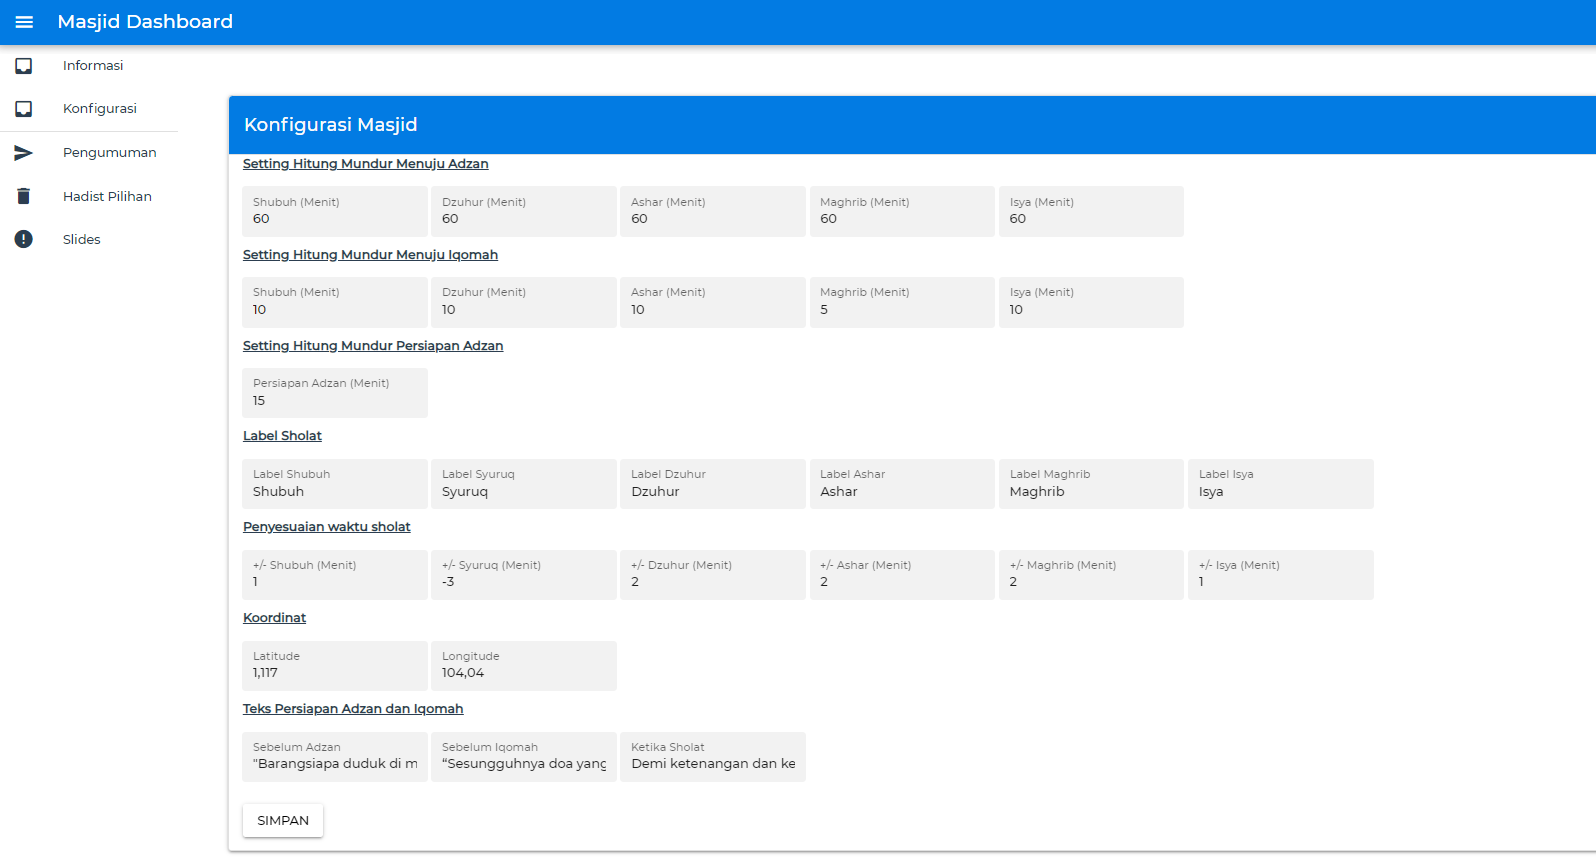 Masjid Dashboard
Informasi
Konfigurasi
Pengumuman
Hadist Pilihan
Slides
Konfigurasi Masjid
Setting Hitung Mundur Menuju Adzan
Shubuh (Menit) Dzuhur (Menit) Ashar (Menit) Maghrib (Menit) Isya (Menit)
60 60 60 60 60
Setting Hitung Mundur Menuju Iqomah
Shubuh (Menit) Dzuhur (Menit) Ashar (Menit) Maghrib (Menit) Isya (Menit)
10 10 10 5 10
Setting Hitung Mundur Persiapan Adzan
Persiapan Adzan (Menit)
15
Label Sholat
Label Shubuh Label Syuruq Label Dzuhur Label Ashar Label Maghrib Label Isya
Shubuh Syuruq Dzuhur Ashar Maghrib Isya
Penyesuaian waktu sholat
+/- Shubuh (Menit) +/- Syuruq (Menit) +/- Dzuhur (Menit) +/- Ashar (Menit) +/- Maghrib (Menit) +/- Isya (Menit)
1 -3 2 2 2 1
Koordinat
Latitude Longitude
1,117 104,04
Teks Persiapan Adzan dan Iqomah
Sebelum Adzan Sebelum Iqomah Ketika Sholat
"Barangsiapa duduk di m “Sesungguhnya doa yang Demi ketenangan dan ke
SIMPAN